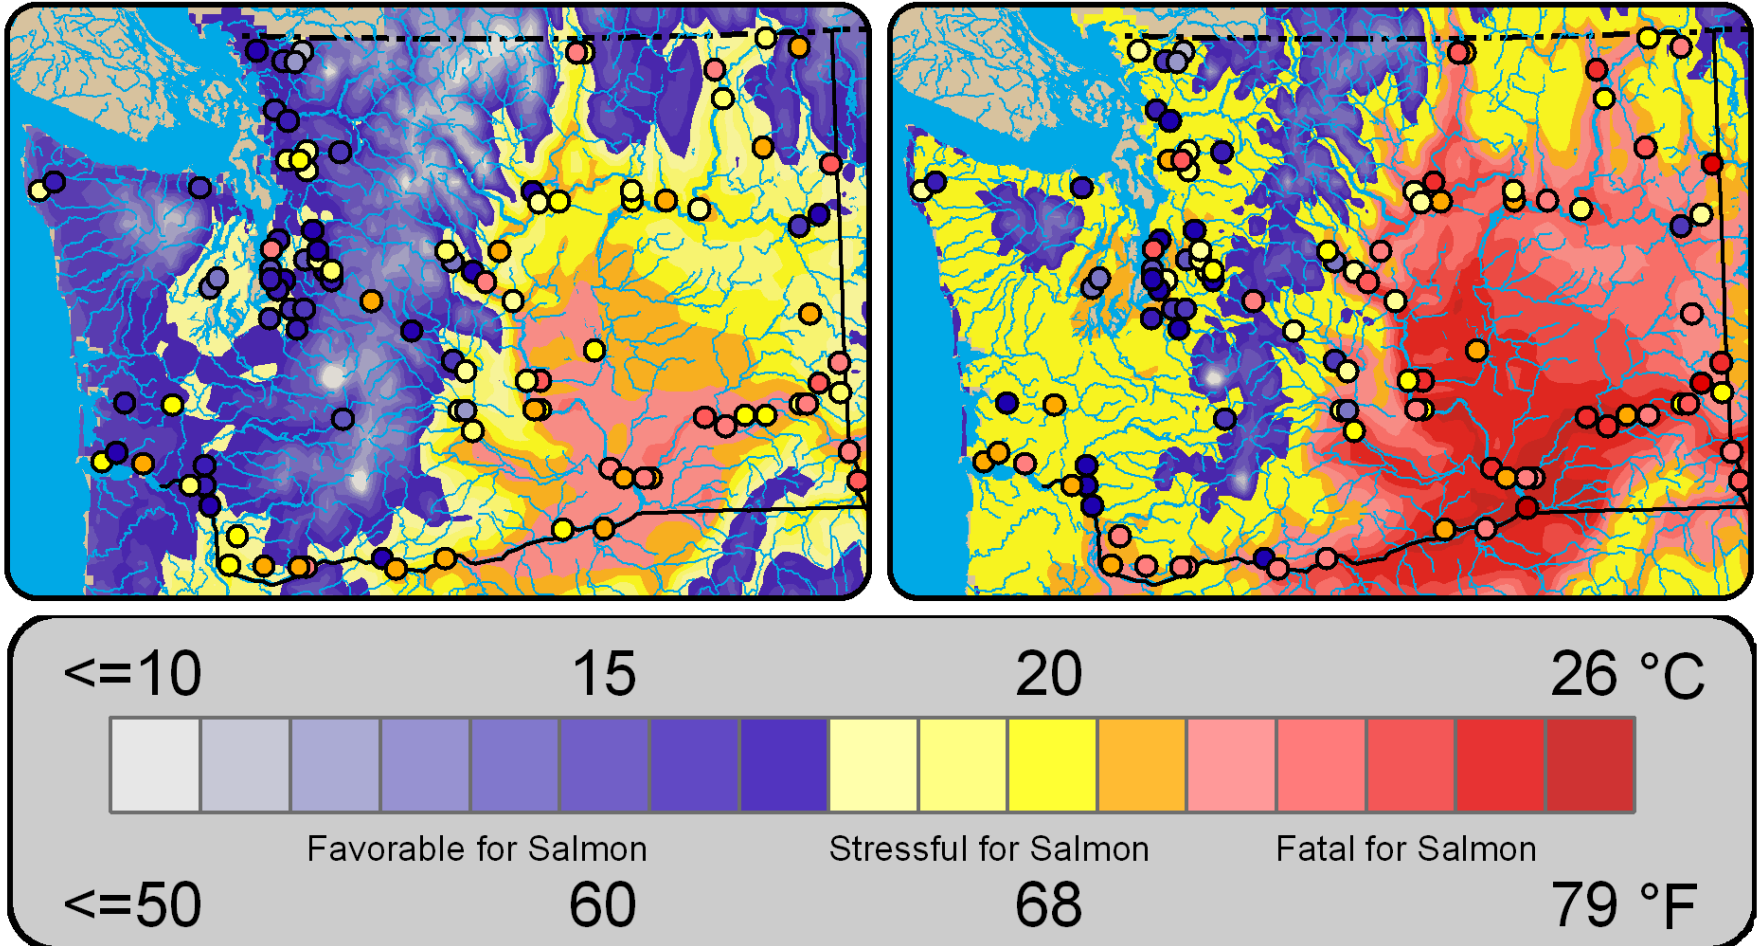 <=10 15 20 26 °C
Favorable for Salmon Stressful for Salmon Fatal for Salmon
<=50 60 68 79 °F